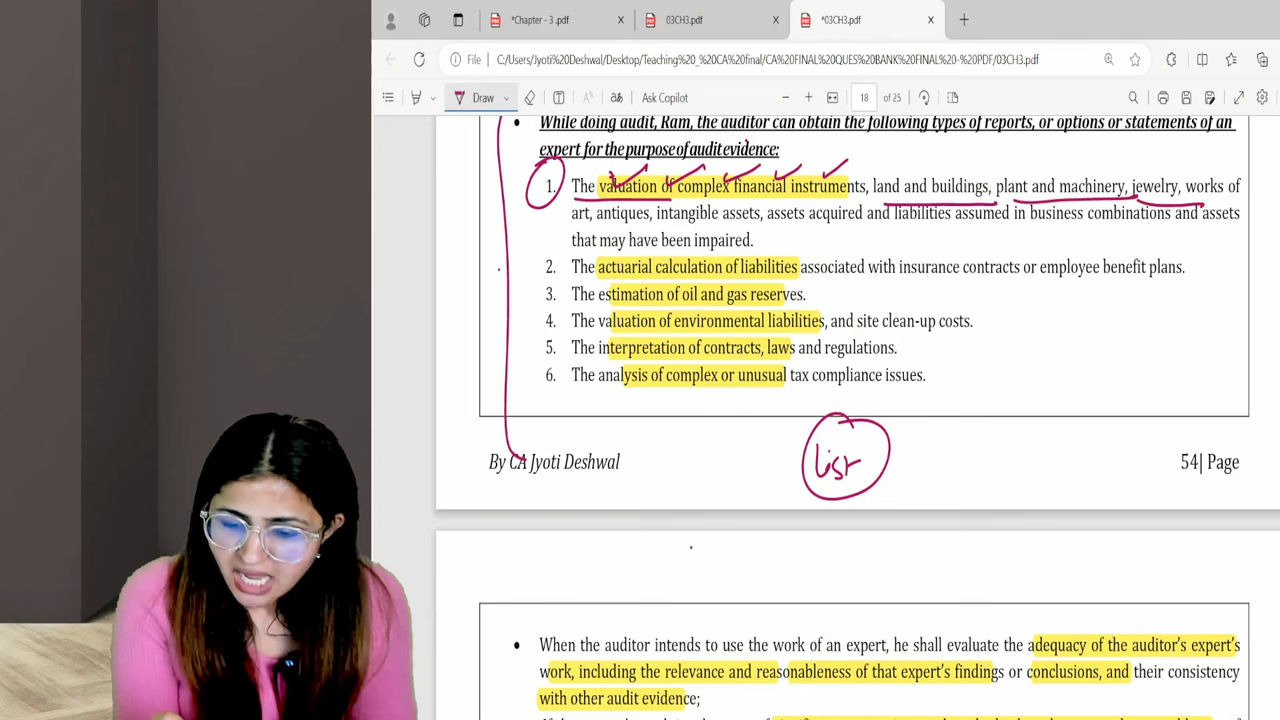 *Chapter - 3 .pdf
03CH3.pdf
*03CH3.pdf
File
C:/Users/Jyoti%20Deshwal/Desktop/Teaching%20_%20CA%20final/CA%20FINAL%20QUES%20BANK%20FINAL%20-%20PDF/03CH3.pdf
Draw
Ask Copilot
18 of 25
• While doing audit, Ram, the auditor can obtain the following types of reports, or options or statements of an
expert for the purpose of audit evidence:
1. The valuation of complex financial instruments, land and buildings, plant and machinery, jewelry, works of
art, antiques, intangible assets, assets acquired and liabilities assumed in business combinations and assets
that may have been impaired.
2. The actuarial calculation of liabilities associated with insurance contracts or employee benefit plans.
3. The estimation of oil and gas reserves.
4. The valuation of environmental liabilities, and site clean-up costs.
5. The interpretation of contracts, laws and regulations.
6. The analysis of complex or unusual tax compliance issues.
list
By CA Jyoti Deshwal
54| Page
• When the auditor intends to use the work of an expert, he shall evaluate the adequacy of the auditor's expert's
work, including the relevance and reasonableness of that expert's findings or conclusions, and their consistency
with other audit evidence;